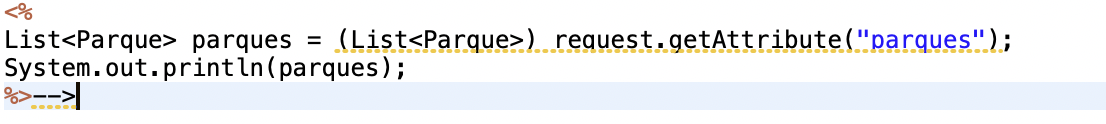 <%
List<Parque> parques = (List<Parque>) request.getAttribute("parques");
System.out.println(parques);
%>-->